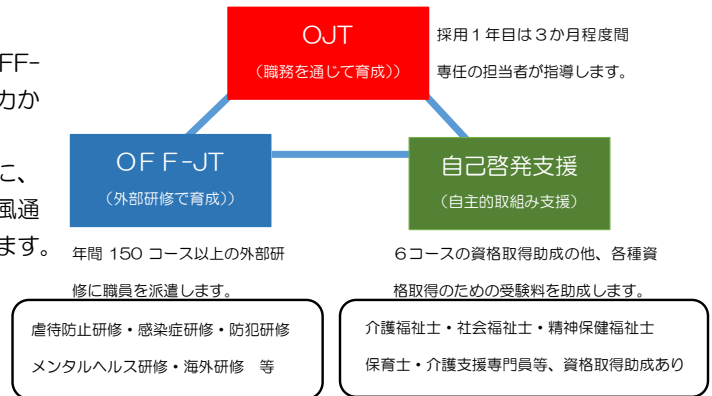 FF-
力か
に、
風通
ます。
OJT
(職務を通じて育成))
採用1年目は3か月程度間
専任の担当者が指導します。
OFF-JT
(外部研修で育成))
自己啓発支援
(自主的取組み支援)
年間 150 コース以上の外部研
修に職員を派遣します。
6コースの資格取得助成の他、各種資
格取得のための受験料を助成します。
虐待防止研修・感染症研修・防犯研修
メンタルヘルス研修・海外研修 等
介護福祉士・社会福祉士・精神保健福祉士
保育士・介護支援専門員等、資格取得助成あり